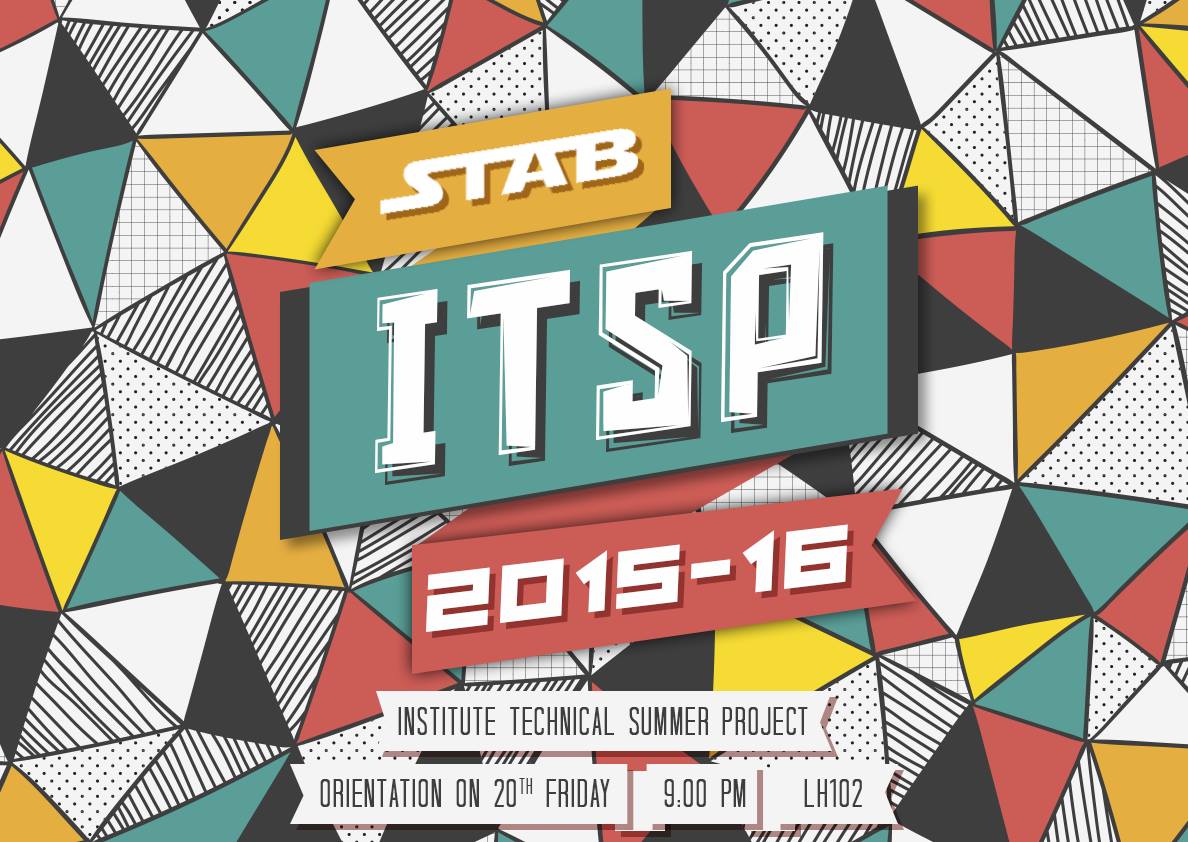 STAB
ITSP
2015-16
INSTITUTE TECHNICAL SUMMER PROJECT
ORIENTATION ON 20TH FRIDAY 9:00 PM LH102